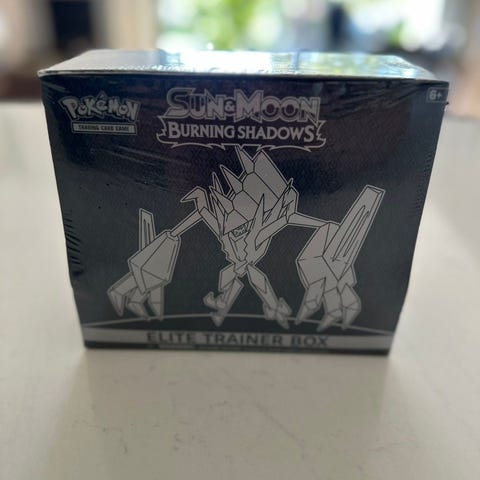 POKéMON
TRADING CARD GAME
SUN & MOON
BURNING SHADOWS
6+
ELITE TRAINER BOX